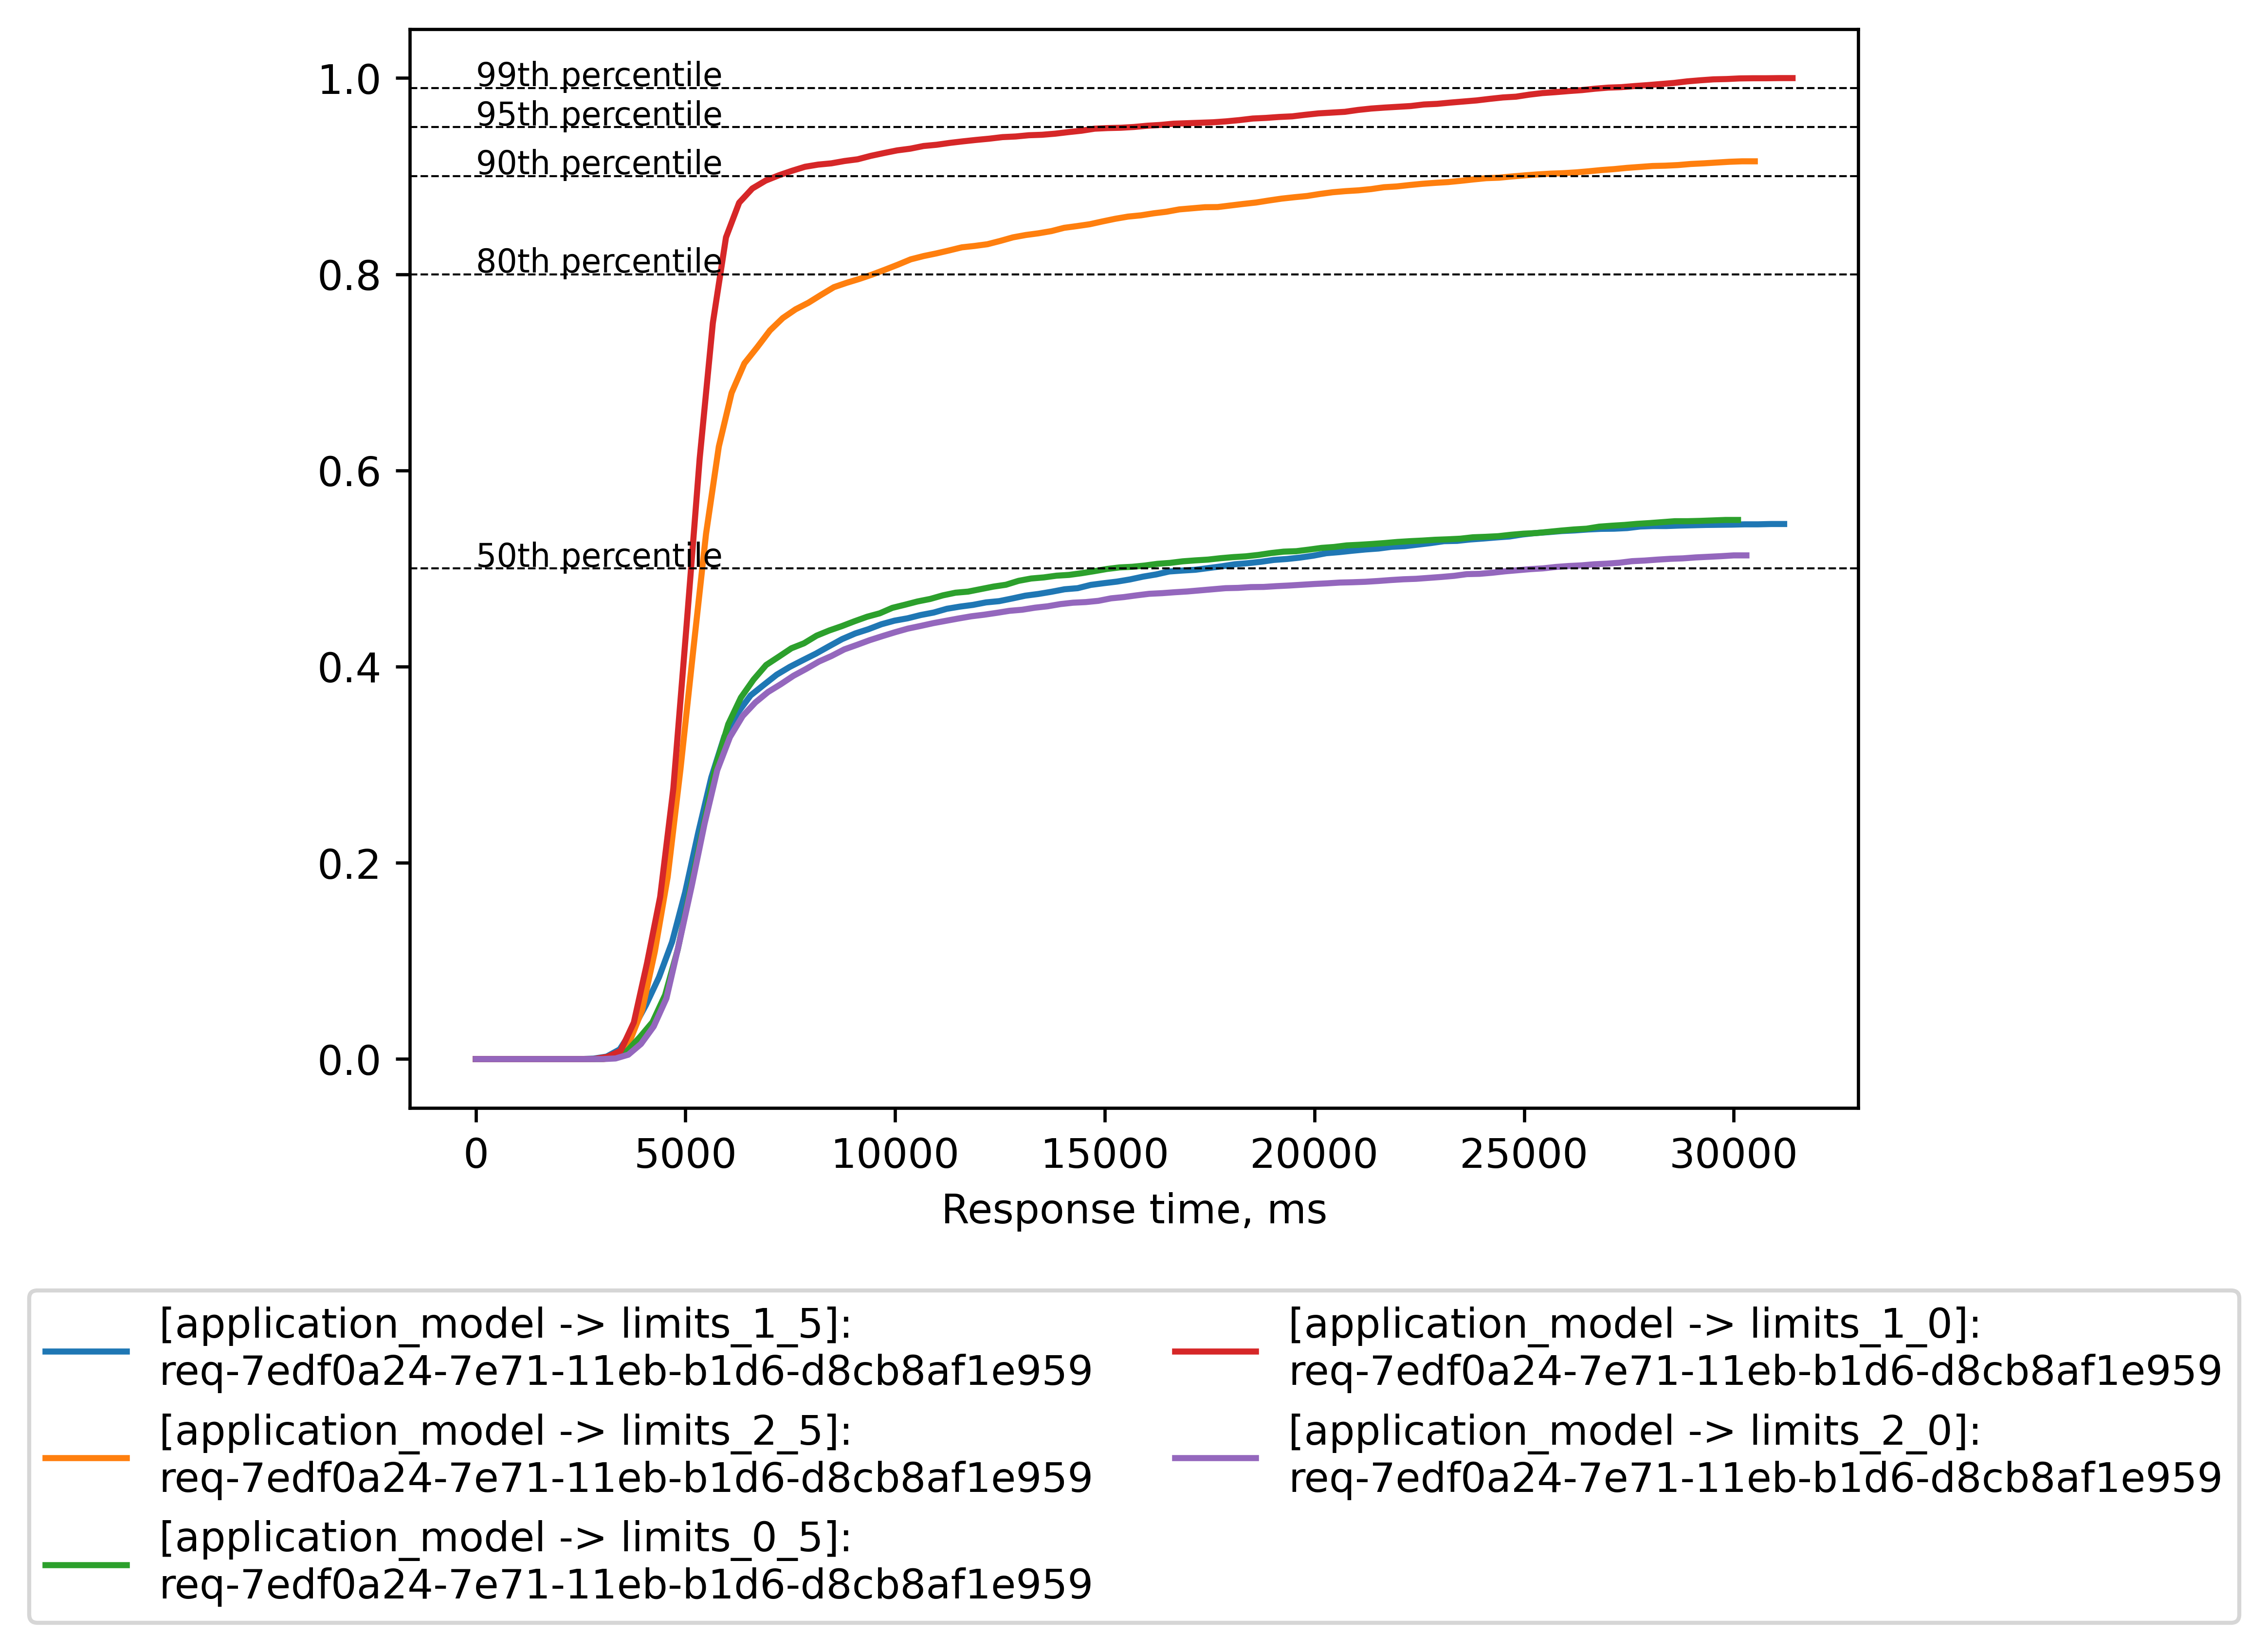 1.0
0.8
0.6
0.4
0.2
0.0
99th percentile
95th percentile
90th percentile
80th percentile
50th percentile
0 5000 10000 15000 20000 25000 30000
Response time, ms
[application_model -> limits_1_5]:
req-7edf0a24-7e71-11eb-b1d6-d8cb8af1e959
[application_model -> limits_2_5]:
req-7edf0a24-7e71-11eb-b1d6-d8cb8af1e959
[application_model -> limits_0_5]:
req-7edf0a24-7e71-11eb-b1d6-d8cb8af1e959
[application_model -> limits_1_0]:
req-7edf0a24-7e71-11eb-b1d6-d8cb8af1e959
[application_model -> limits_2_0]:
req-7edf0a24-7e71-11eb-b1d6-d8cb8af1e959